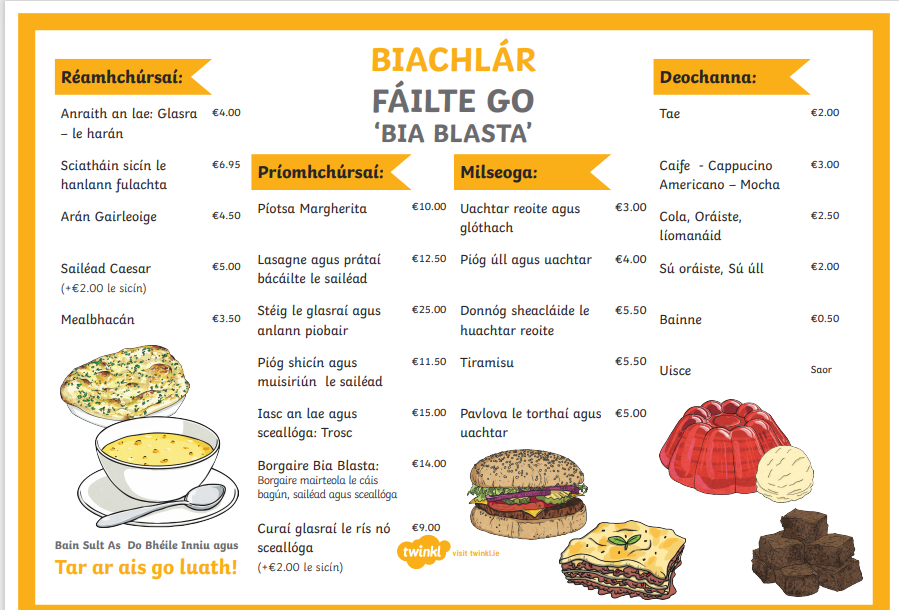 BIACHLÁR
FÁILTE GO
‘BIA BLASTA’
Réamhchúrsaí:
Anraith an lae: Glasra €4.00
– le harán
Sciatháin sicín le €6.95
hanlann fulachta
Arán Gairleoige €4.50
Sailéad Caesar €5.00
(+€2.00 le sicín)
Mealbhacán €3.50
Bain Sult As Do Bhéile Inniu agus
Tar ar ais go luath!
Príomhchúrsaí:
Píotsa Margherita €10.00
Lasagne agus prátaí €12.50
bácáilte le sailéad
Stéig le glasraí agus €25.00
anlann piobair
Pióg shicín agus €11.50
muisiriún le sailéad
Iasc an lae agus €15.00
sceallóga: Trosc
Borgaire Bia Blasta: €14.00
Borgaire mairteola le cáis
bagún, sailéad agus sceallóga
Curaí glasraí le rís nó €9.00
sceallóga
(+€2.00 le sicín)
twinkl visit twinkl.ie
Milseoga:
Uachtar reoite agus €3.00
glóthach
Pióg úll agus uachtar €4.00
Donnóg sheacláide le €5.50
huachtar reoite
Tiramisu €5.50
Pavlova le torthaí agus €5.00
uachtar
Deochanna:
Tae €2.00
Caife - Cappucino €3.00
Americano – Mocha
Cola, Oráiste, €2.50
líomanáid
Sú oráiste, Sú úll €2.00
Bainne €0.50
Uisce Saor